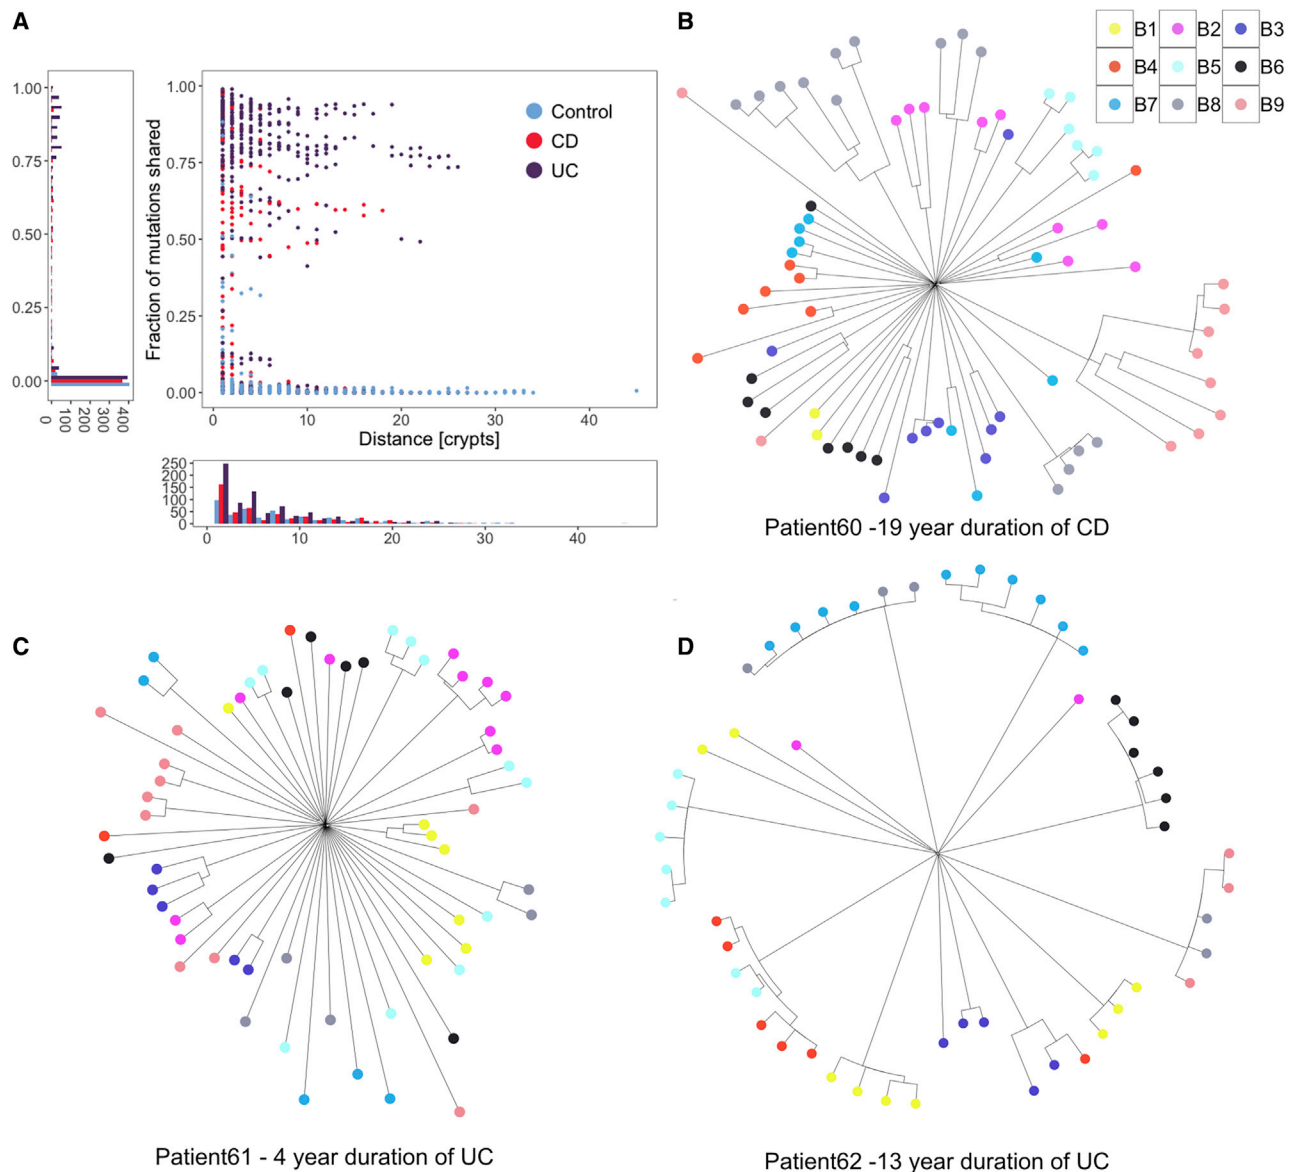 A
B
1.00
0.75
0.50
0.25
0.00
0
100
200
300
400
Fraction of mutations shared
1.00
0.75
0.50
0.25
0.00
Control
CD
UC
0 10 20 30 40
Distance [crypts]
250
200
150
100
50
0
0 10 20 30 40
B1 B2 B3
B4 B5 B6
B7 B8 B9
Patient60 -19 year duration of CD
C
D
Patient61 - 4 year duration of UC
Patient62 -13 year duration of UC